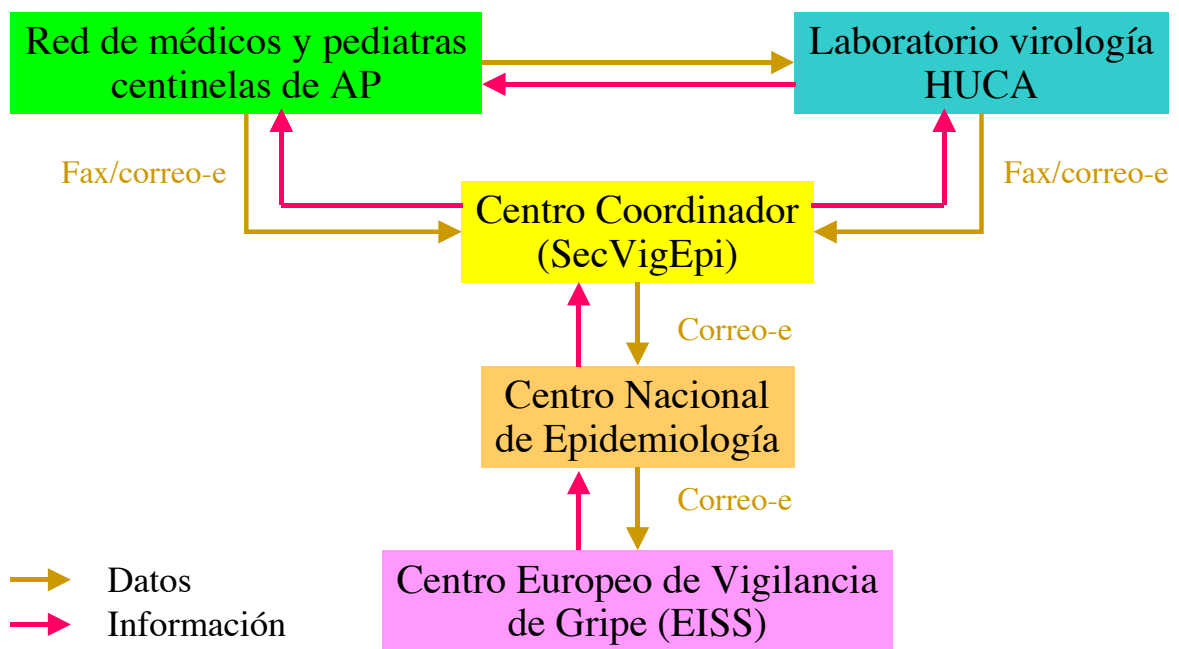 Red de médicos y pediatras
centinelas de AP
Laboratorio virología
HUCA
Fax/correo-e
Fax/correo-e
Centro Coordinador
(SecVigEpi)
Correo-e
Centro Nacional
de Epidemiología
Correo-e
Centro Europeo de Vigilancia
de Gripe (EISS)
Datos
Información